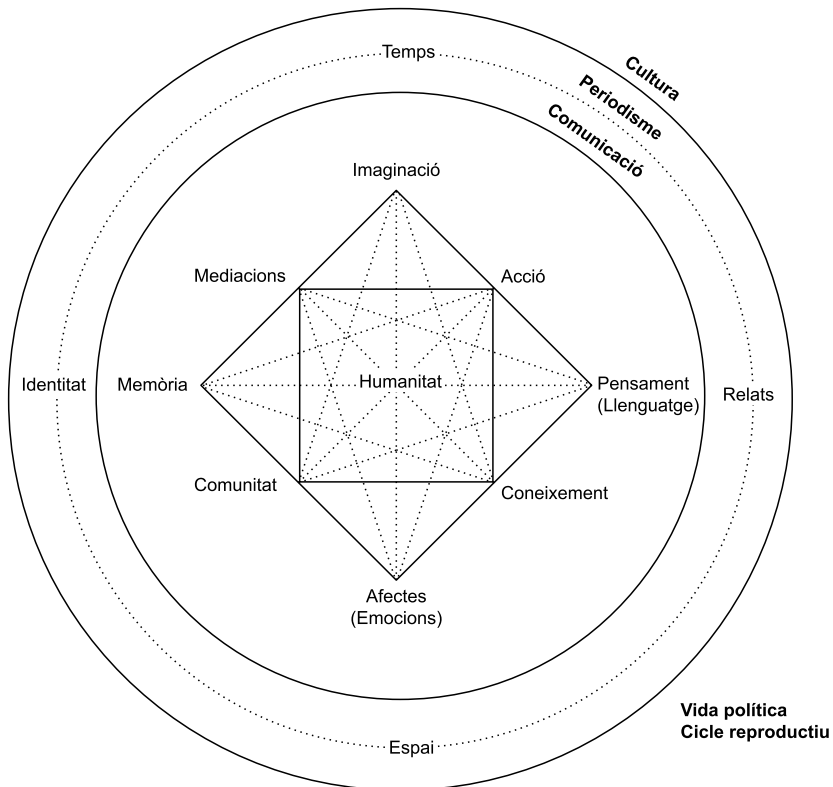 Temps
Cultura
Periodisme
Comunicació
Imaginació
Mediacions
Acció
Identitat
Memòria
Humanitat
Pensament
(Llenguatge)
Relats
Comunitat
Coneixement
Afectes
(Emocions)
Vida política
Cicle reproductiu
Espai